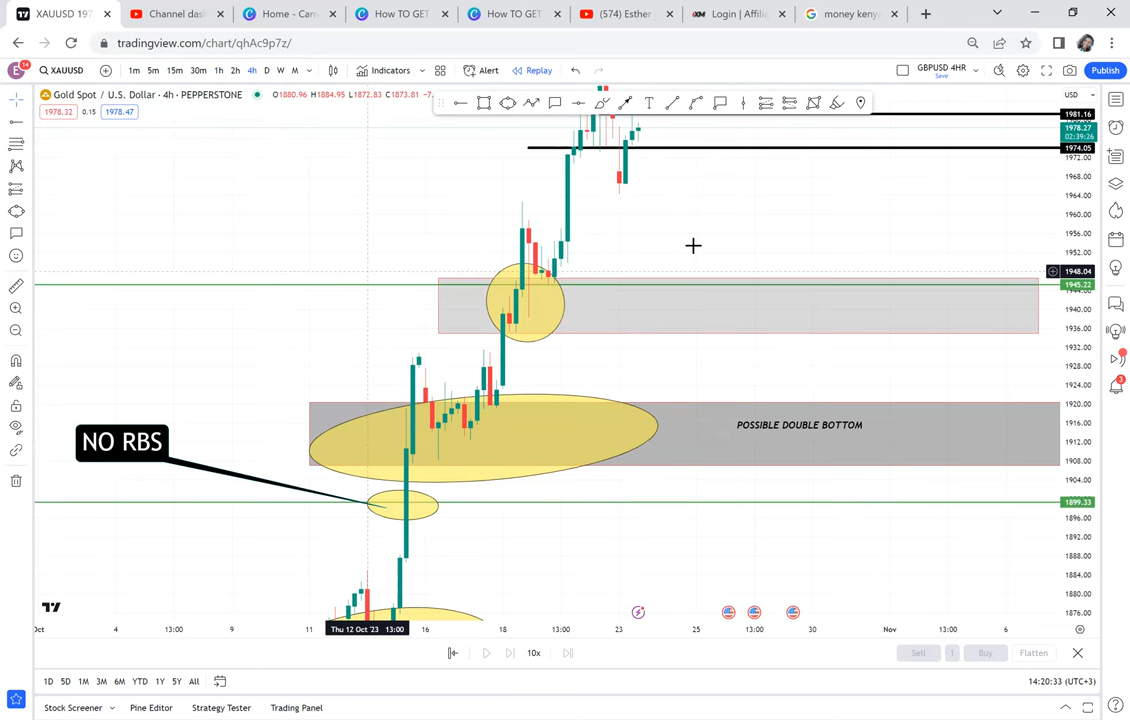 XAUUSD 197
Channel das
Home - Can
How TO GET
How TO GET
(574) Esther
Login | Affilia
money keny
tradingview.com/chart/qhAc9p7z/
E
14
XAUUSD
1m 5m 15m 30m 1h 2h 4h D W M
Indicators
Alert
Replay
GBPUSD 4HR
Save
Publish
Gold Spot / U.S. Dollar · 4h · PEPPERSTONE
O1880.96 H1884.95 L1872.83 C1873.81 −7.
1978.32 0.15 1978.47
USD
1981.16
1978.27
02:39:26
1974.05
1972.00
1968.00
1964.00
1960.00
1956.00
1952.00
1948.04
1945.22
1940.00
1936.00
1932.00
1928.00
1924.00
1920.00
1916.00
1912.00
1908.00
1904.00
1899.33
1896.00
1892.00
1888.00
1884.00
1880.00
1876.00
NO RBS
POSSIBLE DOUBLE BOTTOM
Oct 4 13:00 9 11 Thu 12 Oct '23 13:00 16 18 13:00 23 25 13:00 30 Nov 13:00 6
10x
Sell 1 Buy Flatten
1D 5D 1M 3M 6M YTD 1Y 5Y All
14:20:33 (UTC+3)
Stock Screener
Pine Editor
Strategy Tester
Trading Panel
3